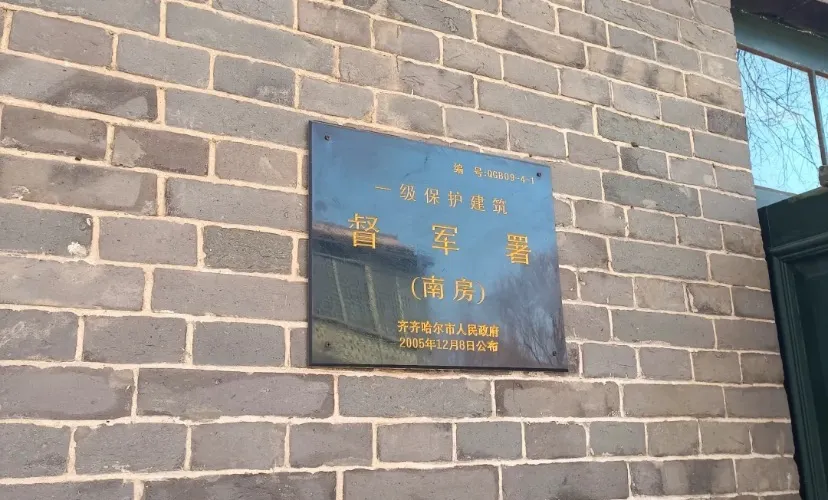 编号:QGB09-4-1
一级保护建筑
督军署
(南房)
齐齐哈尔市人民政府
2005年12月8日公布